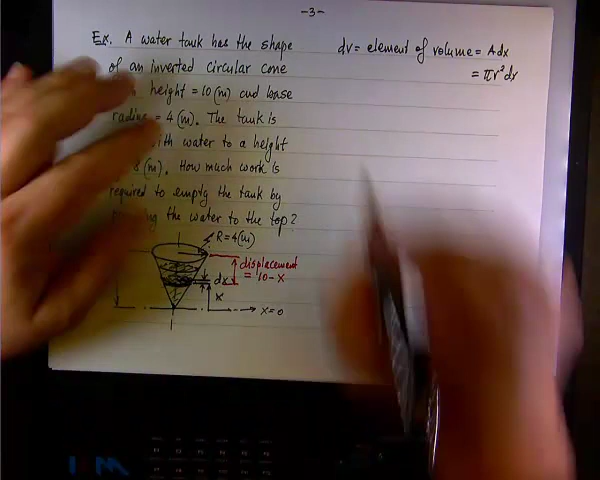 -3-
Ex. A water tank has the shape
of an inverted circular cone
height = 10 (m) and base
radius = 4 (m). The tank is
with water to a height
8 (m). How much work is
required to empty the tank by
the water to the top?
R = 4 (m)
displacement
= 10 - x
dx
x
x = 0
dv = element of volume = A dx
= πr²dx